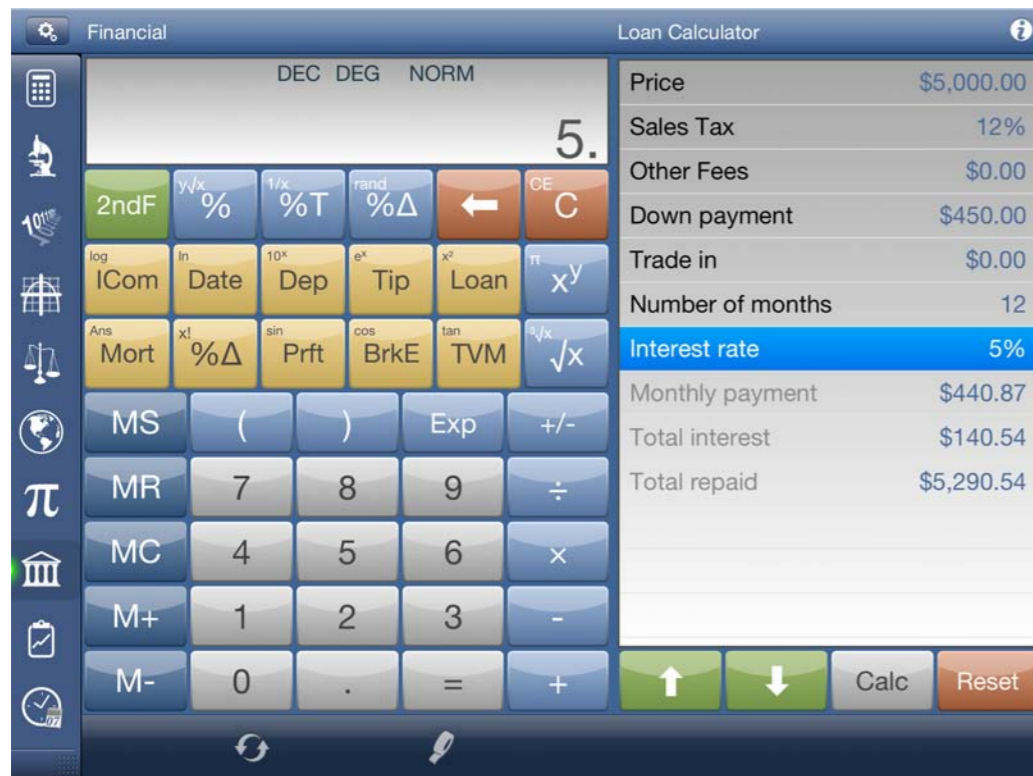 Financial
Loan Calculator
DEC DEG NORM
5.
Price $5,000.00
Sales Tax 12%
Other Fees $0.00
Down payment $450.00
Trade in $0.00
Number of months 12
Interest rate 5%
Monthly payment $440.87
Total interest $140.54
Total repaid $5,290.54
2ndF y√x % 1/x %T rand %Δ CE C
log ICom ln Date 10ˣ Dep eˣ Tip x² Loan π xʸ
Ans Mort x! %Δ sin Prft cos BrkE tan TVM ³√x √x
MS ( ) Exp +/-
MR 7 8 9 ÷
MC 4 5 6 ×
M+ 1 2 3 -
M- 0 . = +
Calc Reset
π
07